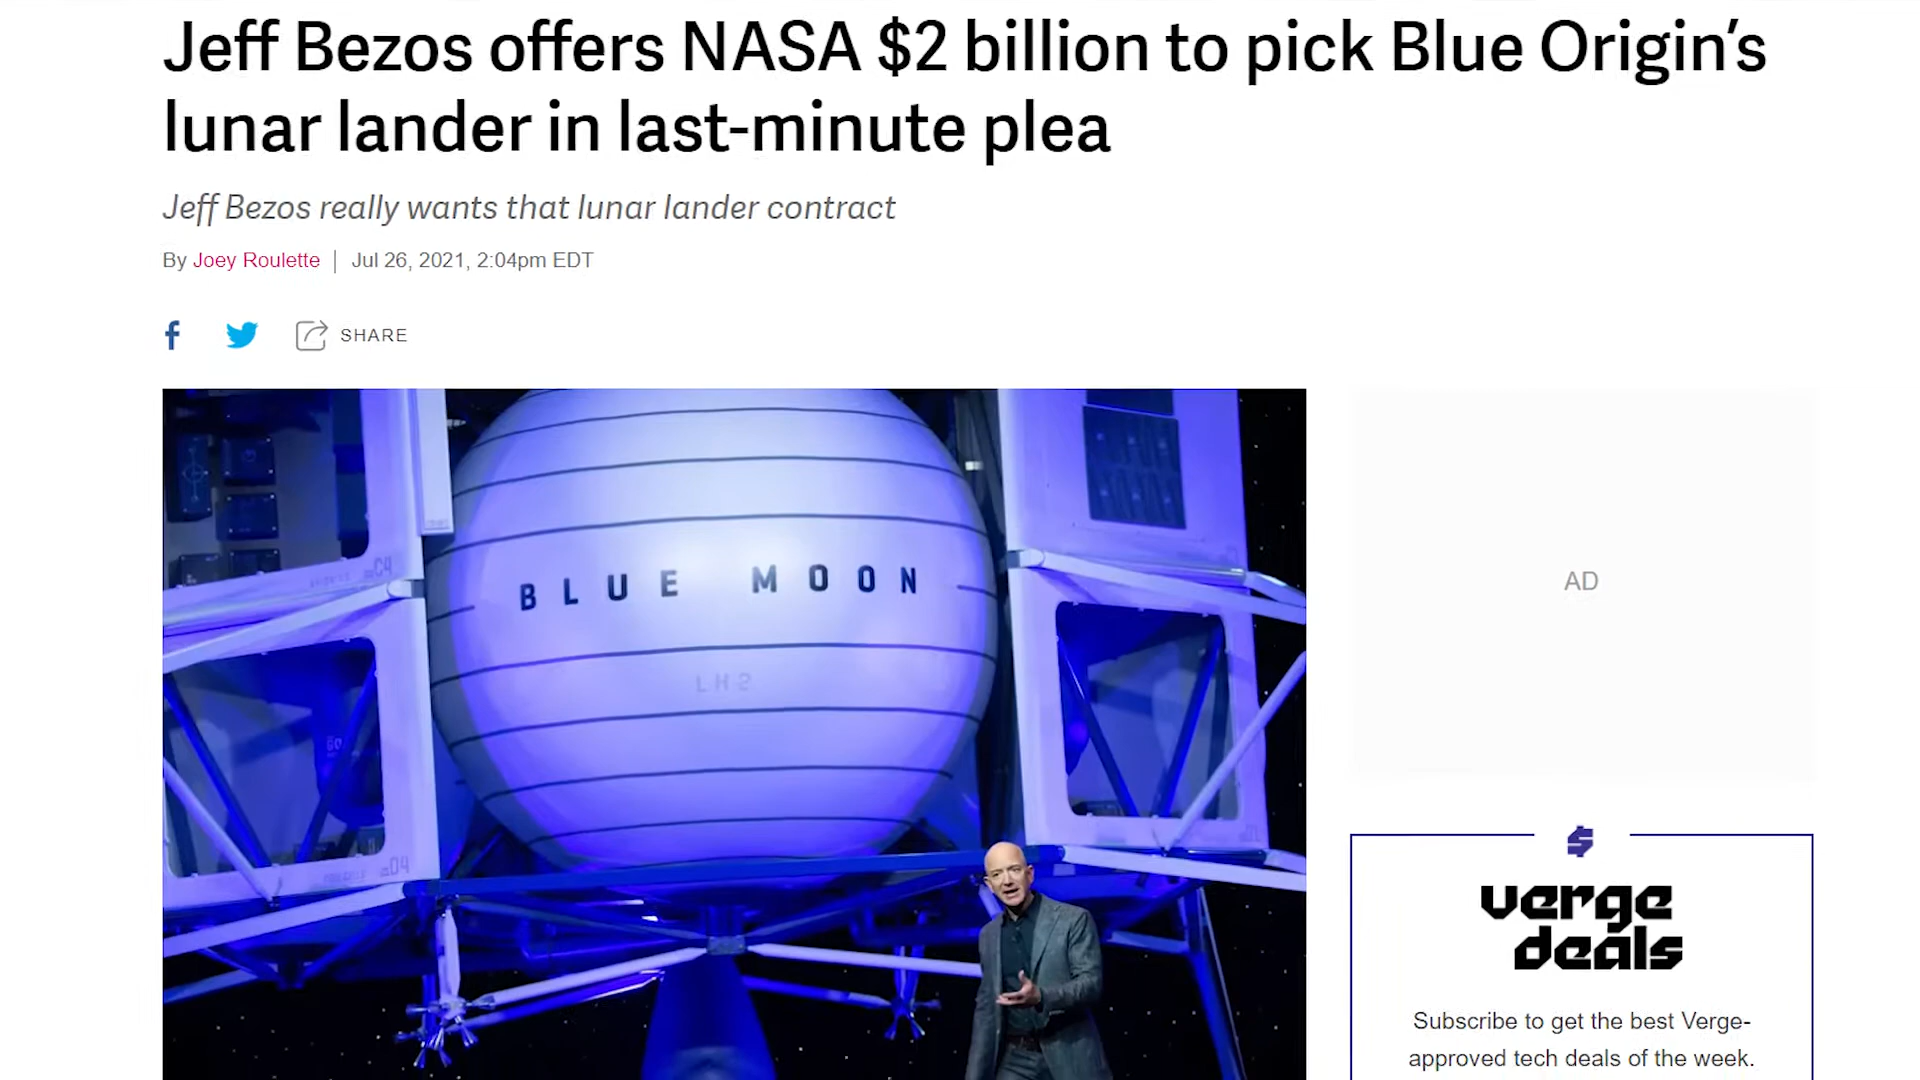 Jeff Bezos offers NASA $2 billion to pick Blue Origin’s
lunar lander in last-minute plea
Jeff Bezos really wants that lunar lander contract
By Joey Roulette | Jul 26, 2021, 2:04pm EDT
SHARE
BLUE MOON
LH2
AD
verge
deals
Subscribe to get the best Verge-
approved tech deals of the week.